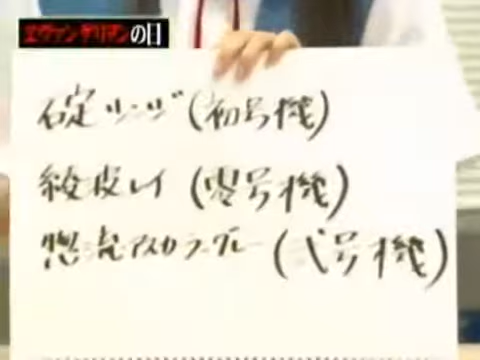 エヴァンゲリオンの日
碇シンジ(初号機)
綾波レイ(零号機)
惣流アスカラングレー(弐号機)